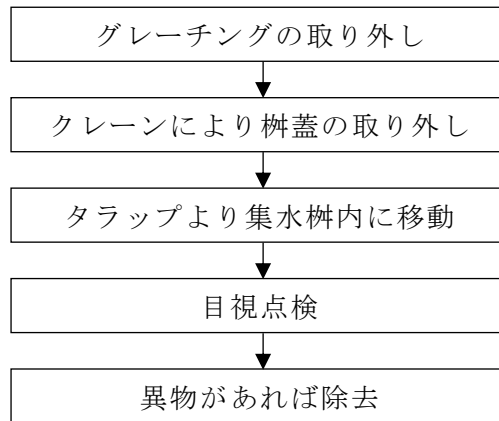 グレーチングの取り外し
クレーンにより桝蓋の取り外し
タラップより集水桝内に移動
目視点検
異物があれば除去